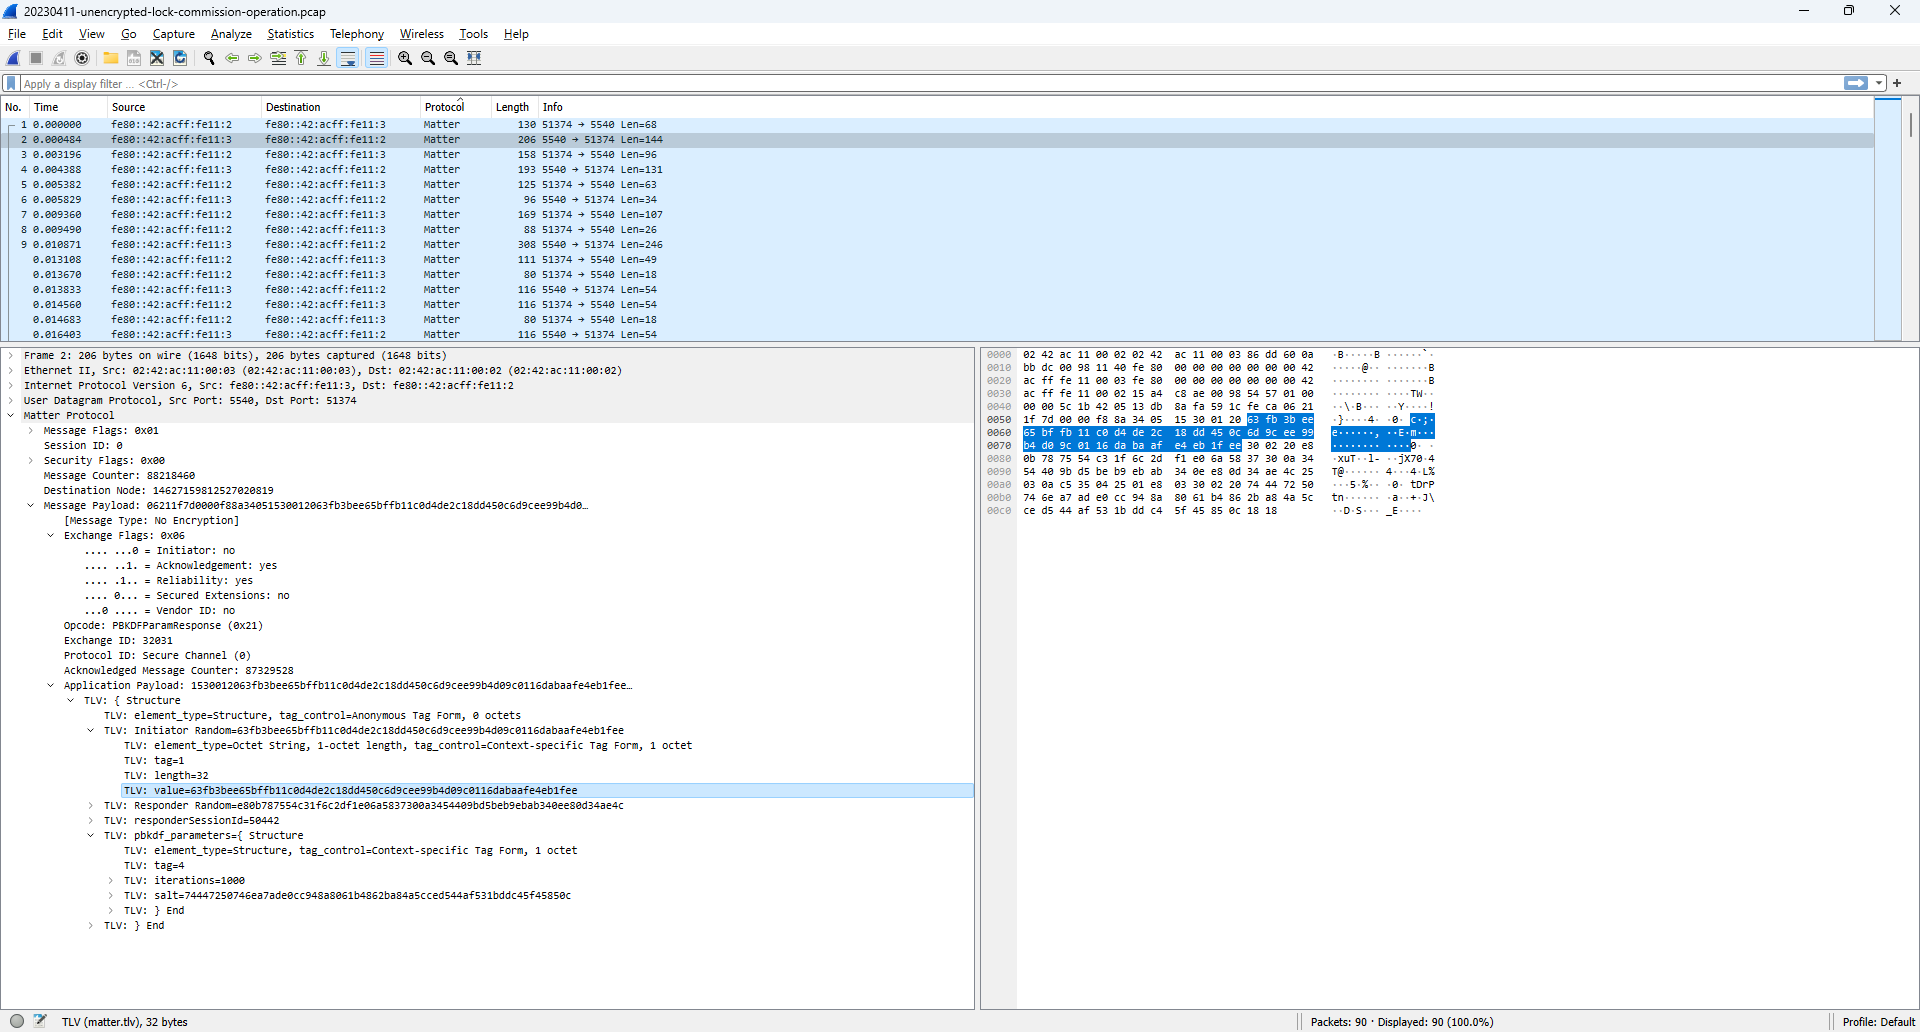 20230411-unencrypted-lock-commission-operation.pcap
File Edit View Go Capture Analyze Statistics Telephony Wireless Tools Help
Apply a display filter ... <Ctrl-/>
No. Time Source Destination Protocol Length Info
1 0.000000 fe80::42:acff:fe11:2 fe80::42:acff:fe11:3 Matter 130 51374 → 5540 Len=68
2 0.000484 fe80::42:acff:fe11:3 fe80::42:acff:fe11:2 Matter 206 5540 → 51374 Len=144
3 0.003196 fe80::42:acff:fe11:2 fe80::42:acff:fe11:3 Matter 158 51374 → 5540 Len=96
4 0.004388 fe80::42:acff:fe11:3 fe80::42:acff:fe11:2 Matter 193 5540 → 51374 Len=131
5 0.005382 fe80::42:acff:fe11:2 fe80::42:acff:fe11:3 Matter 125 51374 → 5540 Len=63
6 0.005829 fe80::42:acff:fe11:3 fe80::42:acff:fe11:2 Matter 96 5540 → 51374 Len=34
7 0.009360 fe80::42:acff:fe11:2 fe80::42:acff:fe11:3 Matter 169 51374 → 5540 Len=107
8 0.009490 fe80::42:acff:fe11:2 fe80::42:acff:fe11:3 Matter 88 51374 → 5540 Len=26
9 0.010871 fe80::42:acff:fe11:3 fe80::42:acff:fe11:2 Matter 308 5540 → 51374 Len=246
0.013108 fe80::42:acff:fe11:2 fe80::42:acff:fe11:3 Matter 111 51374 → 5540 Len=49
0.013670 fe80::42:acff:fe11:2 fe80::42:acff:fe11:3 Matter 80 51374 → 5540 Len=18
0.013833 fe80::42:acff:fe11:3 fe80::42:acff:fe11:2 Matter 116 5540 → 51374 Len=54
0.014560 fe80::42:acff:fe11:2 fe80::42:acff:fe11:3 Matter 116 51374 → 5540 Len=54
0.014683 fe80::42:acff:fe11:2 fe80::42:acff:fe11:3 Matter 80 51374 → 5540 Len=18
0.016403 fe80::42:acff:fe11:3 fe80::42:acff:fe11:2 Matter 116 5540 → 51374 Len=54
Frame 2: 206 bytes on wire (1648 bits), 206 bytes captured (1648 bits)
Ethernet II, Src: 02:42:ac:11:00:03 (02:42:ac:11:00:03), Dst: 02:42:ac:11:00:02 (02:42:ac:11:00:02)
Internet Protocol Version 6, Src: fe80::42:acff:fe11:3, Dst: fe80::42:acff:fe11:2
User Datagram Protocol, Src Port: 5540, Dst Port: 51374
Matter Protocol
Message Flags: 0x01
Session ID: 0
Security Flags: 0x00
Message Counter: 88218460
Destination Node: 14627159812527020819
Message Payload: 06211f7d0000f88a34051530012063fb3bee65bffb11c0d4de2c18dd450c6d9cee99b4d0…
[Message Type: No Encryption]
Exchange Flags: 0x06
.... ...0 = Initiator: no
.... ..1. = Acknowledgement: yes
.... .1.. = Reliability: yes
.... 0... = Secured Extensions: no
...0 .... = Vendor ID: no
Opcode: PBKDFParamResponse (0x21)
Exchange ID: 32031
Protocol ID: Secure Channel (0)
Acknowledged Message Counter: 87329528
Application Payload: 1530012063fb3bee65bffb11c0d4de2c18dd450c6d9cee99b4d09c0116dabaafe4eb1fee…
TLV: { Structure
TLV: element_type=Structure, tag_control=Anonymous Tag Form, 0 octets
TLV: Initiator Random=63fb3bee65bffb11c0d4de2c18dd450c6d9cee99b4d09c0116dabaafe4eb1fee
TLV: element_type=Octet String, 1-octet length, tag_control=Context-specific Tag Form, 1 octet
TLV: tag=1
TLV: length=32
TLV: value=63fb3bee65bffb11c0d4de2c18dd450c6d9cee99b4d09c0116dabaafe4eb1fee
TLV: Responder Random=e80b787554c31f6c2df1e06a5837300a3454409bd5beb9ebab340ee80d34ae4c
TLV: responderSessionId=50442
TLV: pbkdf_parameters={ Structure
TLV: element_type=Structure, tag_control=Context-specific Tag Form, 1 octet
TLV: tag=4
TLV: iterations=1000
TLV: salt=74447250746ea7ade0cc948a8061b4862ba84a5cced544af531bddc45f45850c
TLV: } End
TLV: } End
0000 02 42 ac 11 00 02 02 42 ac 11 00 03 86 dd 60 0a ·B·····B ······`·
0010 bb dc 00 98 11 40 fe 80 00 00 00 00 00 00 00 42 ·····@·· ·······B
0020 ac ff fe 11 00 03 fe 80 00 00 00 00 00 00 00 42 ········ ·······B
0030 ac ff fe 11 00 02 15 a4 c8 ae 00 98 54 57 01 00 ········ ····TW··
0040 00 00 5c 1b 42 05 13 db 8a fa 59 1c fe ca 06 21 ··\·B··· ··Y····!
0050 1f 7d 00 00 f8 8a 34 05 15 30 01 20 63 fb 3b ee ·}····4· ·0· c·;·
0060 65 bf fb 11 c0 d4 de 2c 18 dd 45 0c 6d 9c ee 99 e······, ··E·m···
0070 b4 d0 9c 01 16 da ba af e4 eb 1f ee 30 02 20 e8 ········ ····0· ·
0080 0b 78 75 54 c3 1f 6c 2d f1 e0 6a 58 37 30 0a 34 ·xuT··l- ··jX70·4
0090 54 40 9b d5 be b9 eb ab 34 0e e8 0d 34 ae 4c 25 T@······ 4···4·L%
00a0 03 0a c5 35 04 25 01 e8 03 30 02 20 74 44 72 50 ···5·%·· ·0· tDrP
00b0 74 6e a7 ad e0 cc 94 8a 80 61 b4 86 2b a8 4a 5c tn······ ·a··+·J\
00c0 ce d5 44 af 53 1b dd c4 5f 45 85 0c 18 18 ··D·S··· _E····
TLV (matter.tlv), 32 bytes
Packets: 90 · Displayed: 90 (100.0%)
Profile: Default